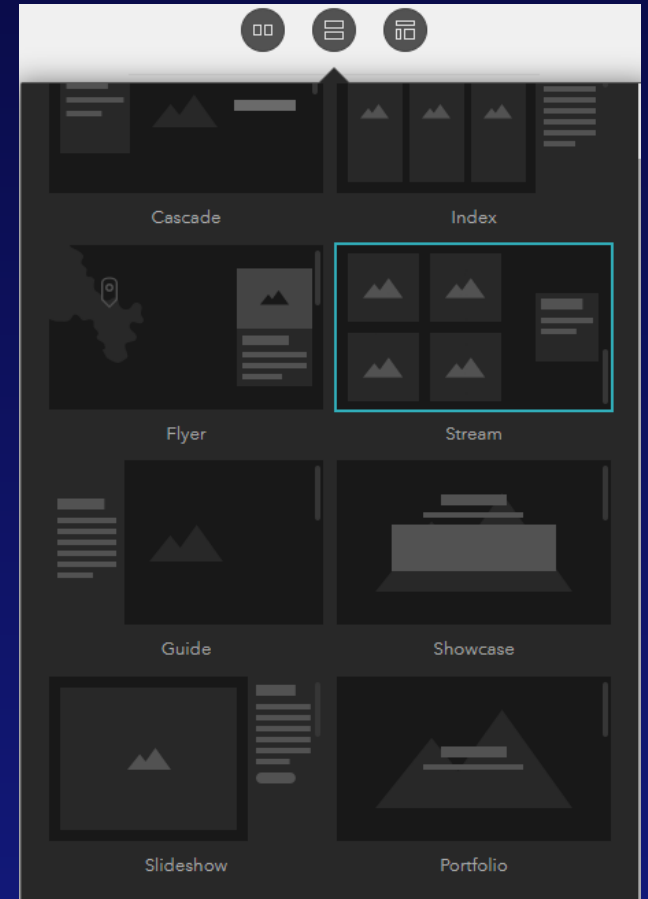 Cascade
Index
Flyer
Stream
Guide
Showcase
Slideshow
Portfolio